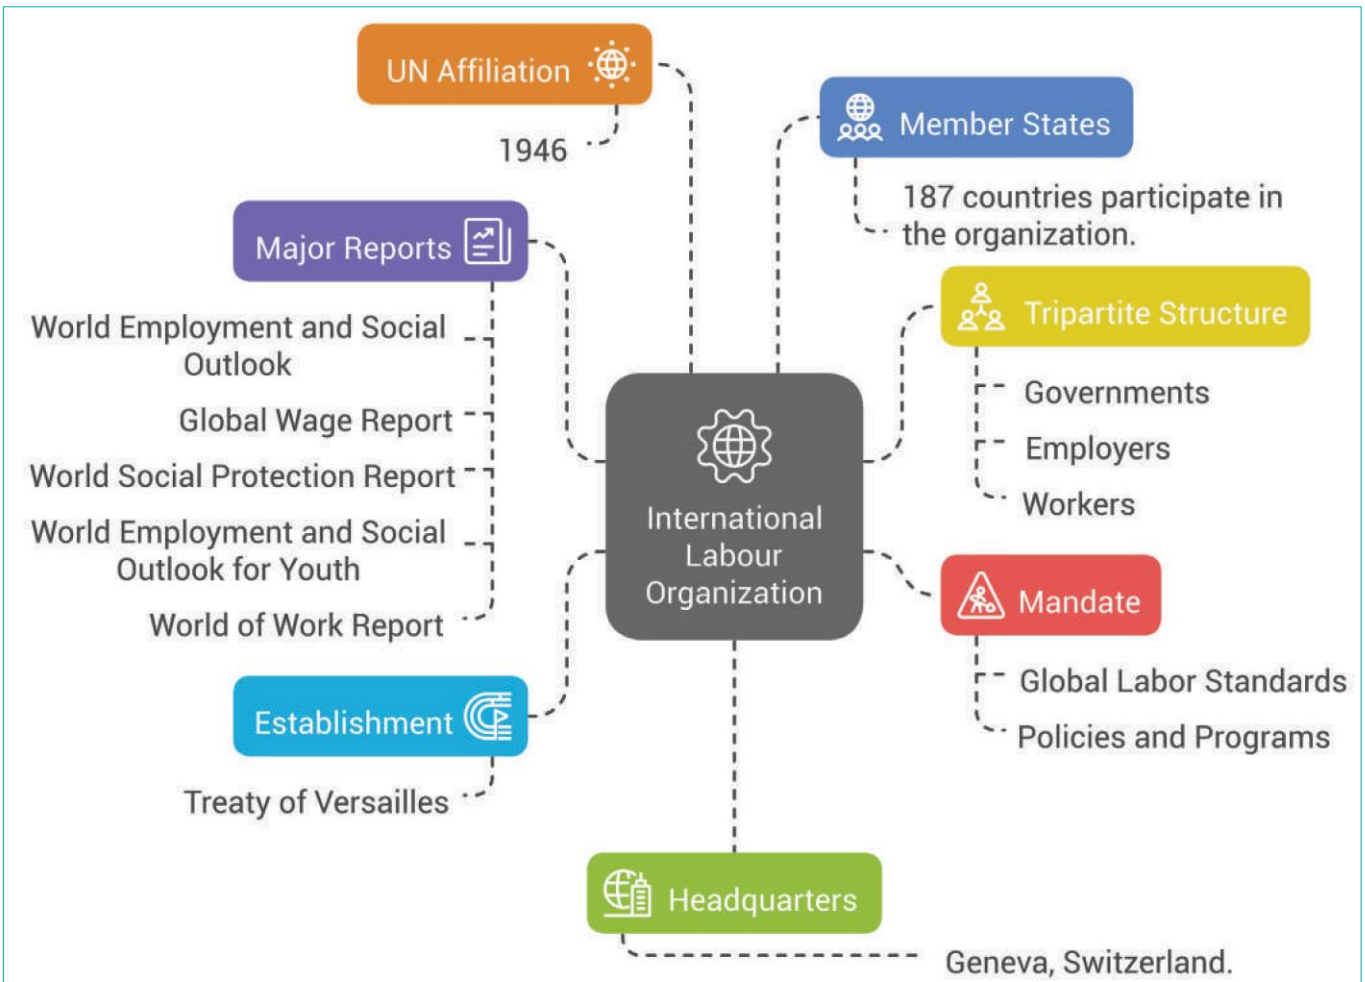 UN Affiliation
1946
Member States
187 countries participate in
the organization.
Major Reports
World Employment and Social
Outlook
Global Wage Report
World Social Protection Report
World Employment and Social
Outlook for Youth
World of Work Report
Tripartite Structure
Governments
Employers
Workers
International
Labour
Organization
Mandate
Global Labor Standards
Policies and Programs
Establishment
Treaty of Versailles
Headquarters
Geneva, Switzerland.